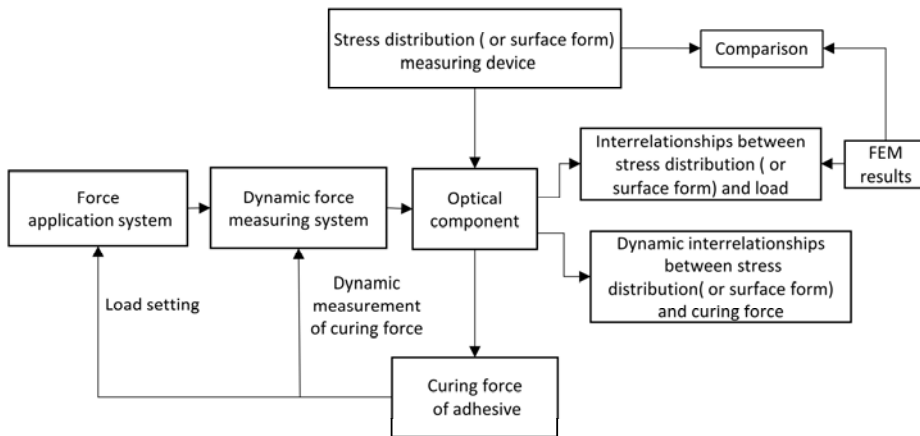 Stress distribution ( or surface form)
measuring device
Comparison
Interrelationships between
stress distribution ( or
surface form) and load
FEM
results
Force
application system
Dynamic force
measuring system
Optical
component
Dynamic interrelationships
between stress
distribution( or surface form)
and curing force
Load setting
Dynamic
measurement
of curing force
Curing force
of adhesive